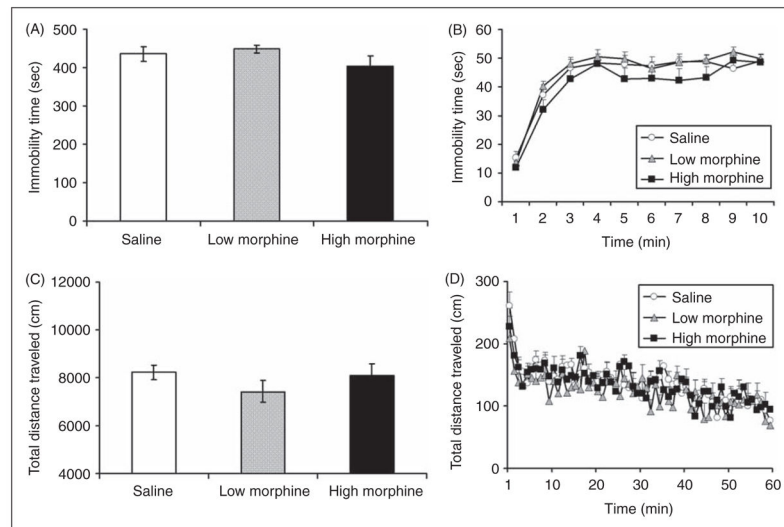 (A)
Immobility time (sec)
500
400
300
200
100
0
Saline Low morphine High morphine
(B)
Immobility time (sec)
60
50
40
30
20
10
0
Saline
Low morphine
High morphine
1 2 3 4 5 6 7 8 9 10
Time (min)
(C)
Total distance traveled (cm)
12000
10000
8000
6000
4000
Saline Low morphine High morphine
(D)
Total distance traveled (cm)
300
200
100
0
Saline
Low morphine
High morphine
1 10 20 30 40 50 60
Time (min)